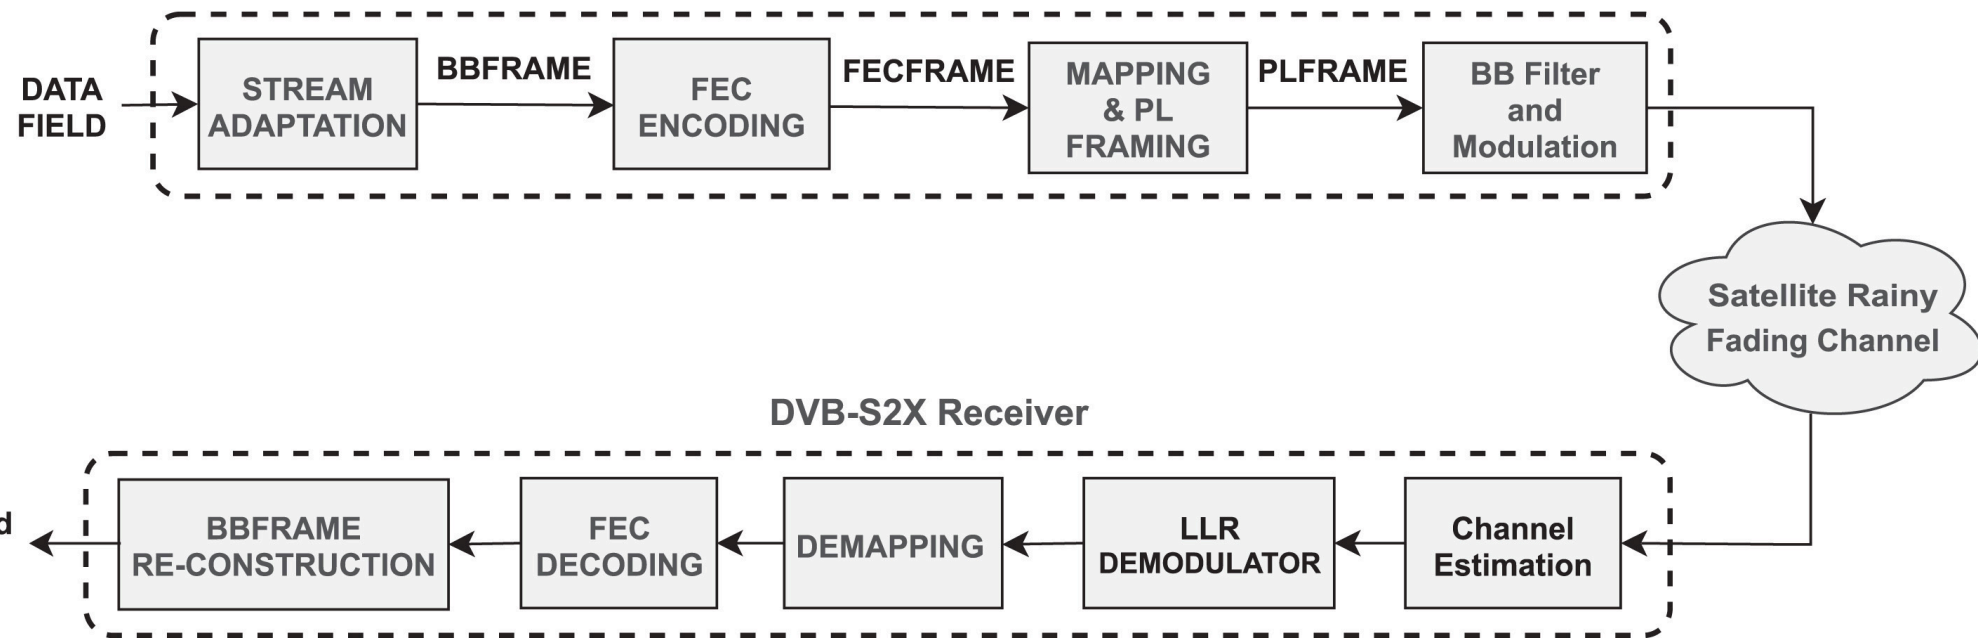 DATA
FIELD
STREAM
ADAPTATION
BBFRAME
FEC
ENCODING
FECFRAME
MAPPING
& PL
FRAMING
PLFRAME
BB Filter
and
Modulation
Satellite Rainy
Fading Channel
DVB-S2X Receiver
Channel
Estimation
LLR
DEMODULATOR
DEMAPPING
FEC
DECODING
BBFRAME
RE-CONSTRUCTION